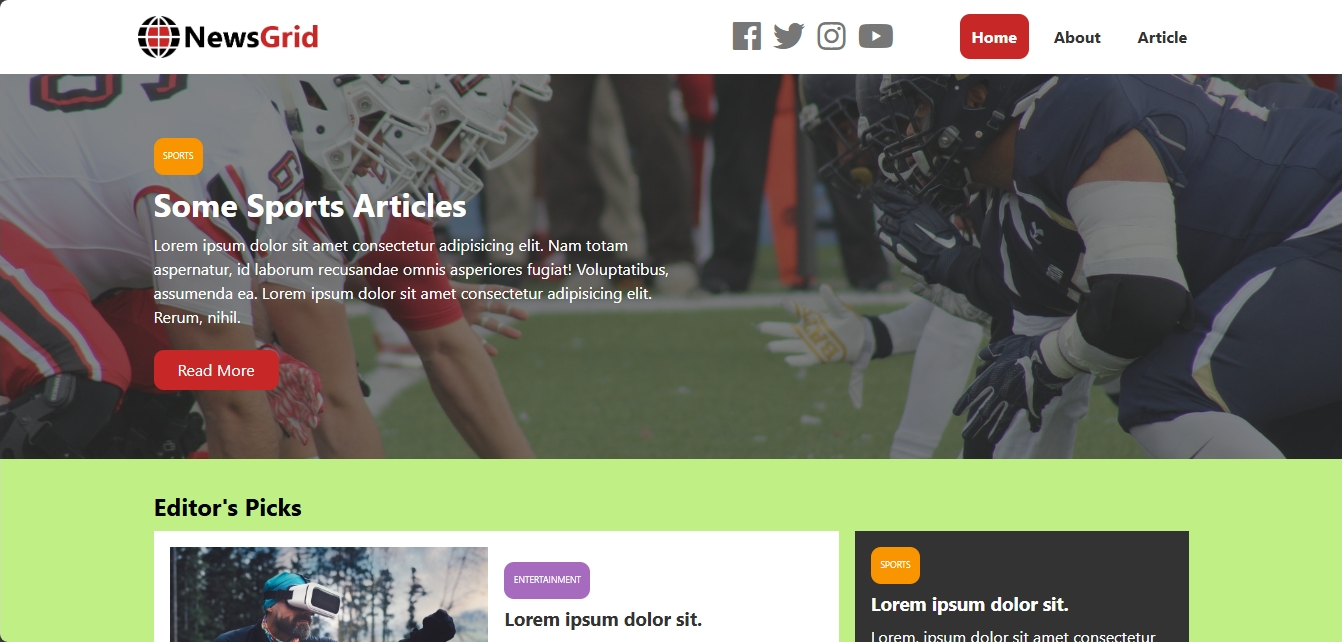 NewsGrid
Home About Article
SPORTS
Some Sports Articles
Lorem ipsum dolor sit amet consectetur adipisicing elit. Nam totam
aspernatur, id laborum recusandae omnis asperiores fugiat! Voluptatibus,
assumenda ea. Lorem ipsum dolor sit amet consectetur adipisicing elit.
Rerum, nihil.
Read More
Editor's Picks
ENTERTAINMENT
Lorem ipsum dolor sit.
SPORTS
Lorem ipsum dolor sit.
Lorem, ipsum dolor sit amet consectetur